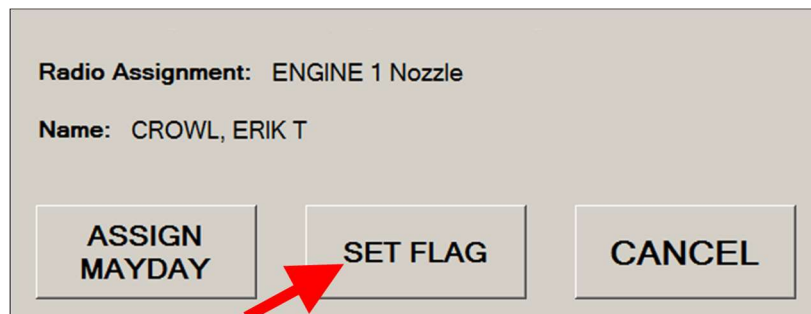 Radio Assignment: ENGINE 1 Nozzle
Name: CROWL, ERIK T
ASSIGN
MAYDAY
SET FLAG
CANCEL